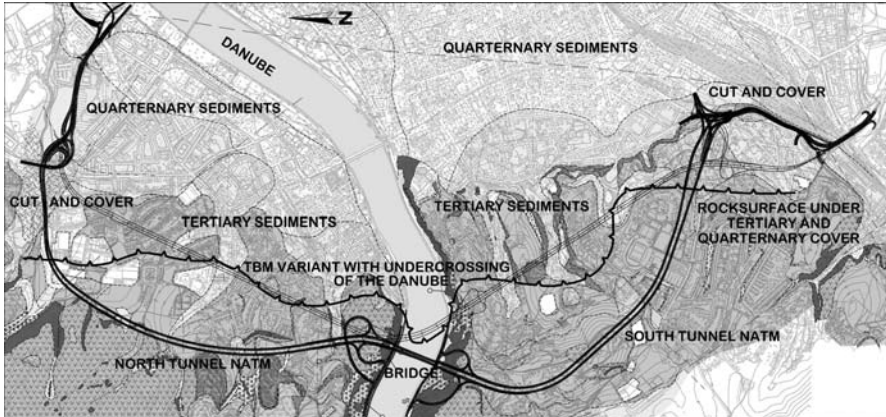 N
DANUBE
QUARTERNARY SEDIMENTS
QUARTERNARY SEDIMENTS
CUT AND COVER
CUT AND COVER
TERTIARY SEDIMENTS
TERTIARY SEDIMENTS
ROCKSURFACE UNDER
TERTIARY AND
QUARTERNARY COVER
TBM VARIANT WITH UNDERCROSSING
OF THE DANUBE
NORTH TUNNEL NATM
BRIDGE
SOUTH TUNNEL NATM